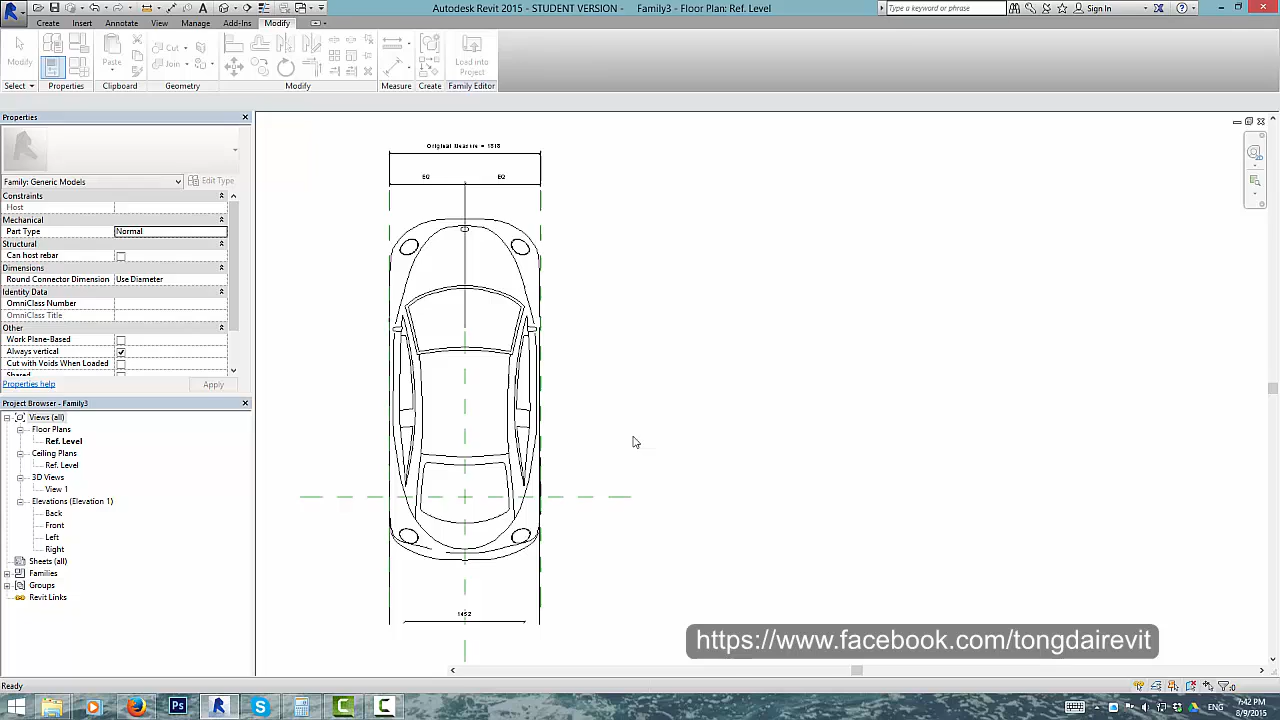 Autodesk Revit 2015 - STUDENT VERSION - Family3 - Floor Plan: Ref. Level
Type a keyword or phrase
Sign In
Create Insert Annotate View Manage Add-Ins Modify
Modify Paste Cut Join Load into Project
Select Properties Clipboard Geometry Modify Measure Create Family Editor
Properties
Family: Generic Models Edit Type
Constraints
Host
Mechanical
Part Type Normal
Structural
Can host rebar
Dimensions
Round Connector Dimension Use Diameter
Identity Data
OmniClass Number
OmniClass Title
Other
Work Plane-Based
Always vertical
Cut with Voids When Loaded
Shared
Properties help Apply
Project Browser - Family3
Views (all)
Floor Plans
Ref. Level
Ceiling Plans
Ref. Level
3D Views
View 1
Elevations (Elevation 1)
Back
Front
Left
Right
Sheets (all)
Families
Groups
Revit Links
EQ EQ
1452
https://www.facebook.com/tongdairevit
Ready
ENG
7:42 PM
8/9/2015